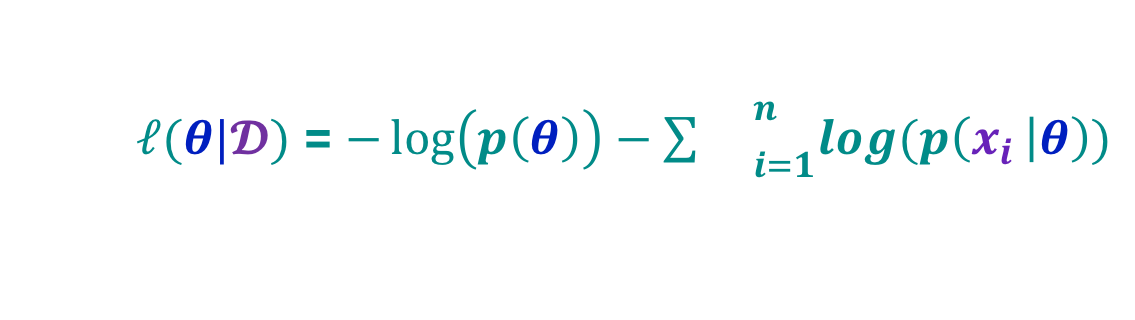 ℓ(θ|𝒟) = − log(p(θ)) − ∑ⁿᵢ₌₁ log(p(xᵢ |θ))